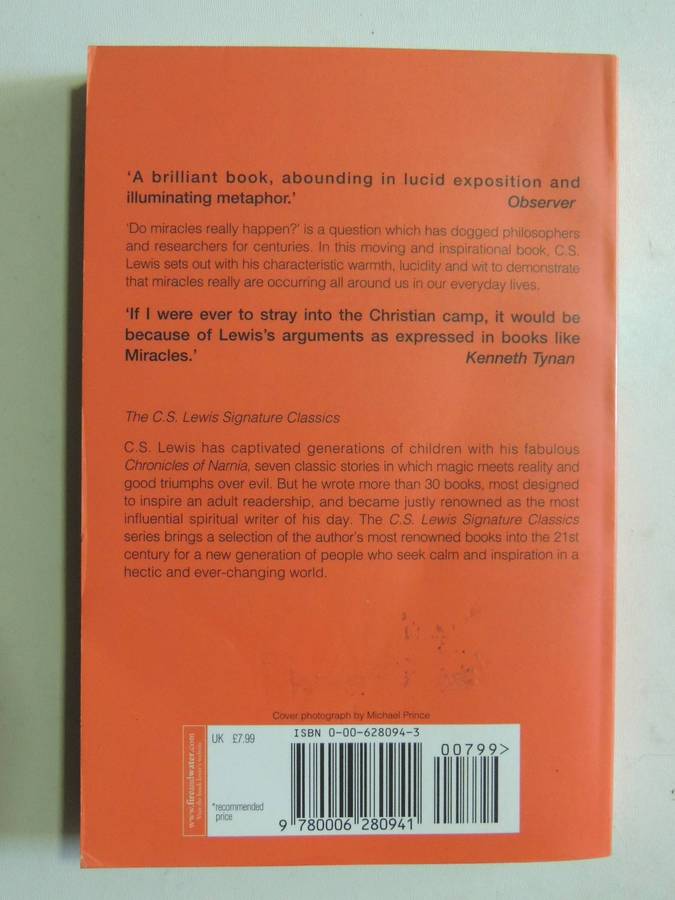 ‘A brilliant book, abounding in lucid exposition and
illuminating metaphor.’ Observer
‘Do miracles really happen?’ is a question which has dogged philosophers
and researchers for centuries. In this moving and inspirational book, C.S.
Lewis sets out with his characteristic warmth, lucidity and wit to demonstrate
that miracles really are occurring all around us in our everyday lives.
‘If I were ever to stray into the Christian camp, it would be
because of Lewis’s arguments as expressed in books like
Miracles.’ Kenneth Tynan
The C.S. Lewis Signature Classics
C.S. Lewis has captivated generations of children with his fabulous
Chronicles of Narnia, seven classic stories in which magic meets reality and
good triumphs over evil. But he wrote more than 30 books, most designed
to inspire an adult readership, and became justly renowned as the most
influential spiritual writer of his day. The C.S. Lewis Signature Classics
series brings a selection of the author’s most renowned books into the 21st
century for a new generation of people who seek calm and inspiration in a
hectic and ever-changing world.
Cover photograph by Michael Prince
www.fireandwater.com
Visit the book lover's website
UK £7.99
*recommended
price
ISBN 0-00-628094-3
00799>
9 780006 280941